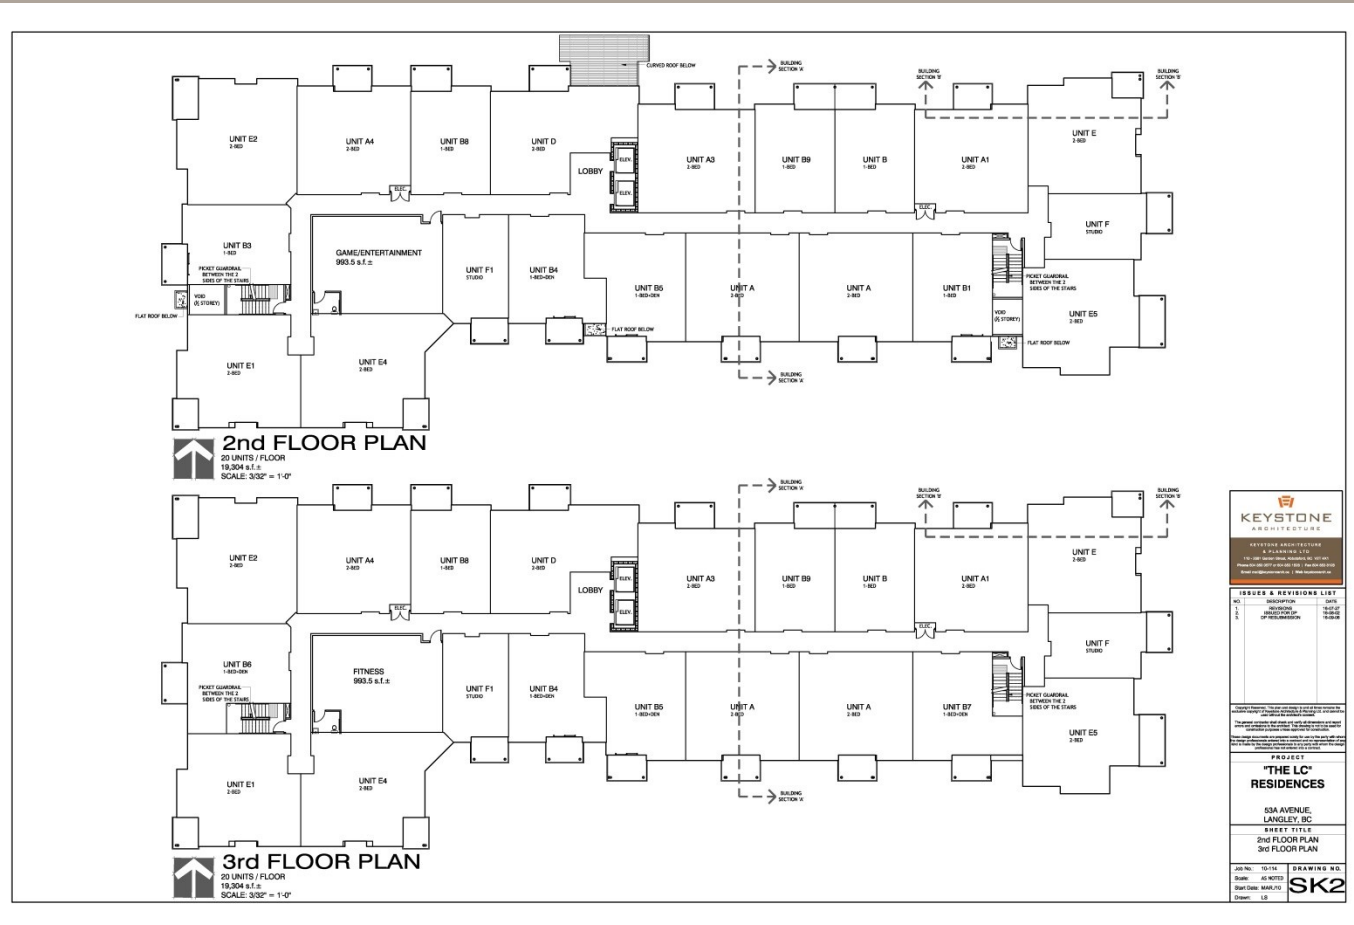 CURVED ROOF BELOW
BUILDING
SECTION 'A'
BUILDING
SECTION 'B'
BUILDING
SECTION 'B'
UNIT E2
2-BED
UNIT A4
2-BED
UNIT B8
1-BED
UNIT D
2-BED
LOBBY
ELEV.
ELEV.
ELEC.
UNIT A3
2-BED
UNIT B9
1-BED
UNIT B
1-BED
UNIT A1
2-BED
UNIT E
2-BED
ELEC.
UNIT F
STUDIO
UNIT B3
1-BED
PICKET GUARDRAIL
BETWEEN THE 2
SIDES OF THE STAIRS
VOID
FLAT ROOF BELOW
GAME/ENTERTAINMENT
993.5 s.f.±
UNIT F1
STUDIO
UNIT B4
1-BED+DEN
UNIT B5
1-BED+DEN
FLAT ROOF BELOW
UNIT A
2-BED
UNIT A
2-BED
UNIT B1
1-BED
PICKET GUARDRAIL
BETWEEN THE 2
SIDES OF THE STAIRS
VOID
FLAT ROOF BELOW
UNIT E5
2-BED
UNIT E1
2-BED
UNIT E4
2-BED
BUILDING
SECTION 'A'
2nd FLOOR PLAN
20 UNITS / FLOOR
19,304 s.f.±
SCALE: 3/32" = 1'-0"
BUILDING
SECTION 'A'
BUILDING
SECTION 'B'
BUILDING
SECTION 'B'
UNIT E2
2-BED
UNIT A4
2-BED
UNIT B8
1-BED
UNIT D
2-BED
LOBBY
ELEV.
ELEV.
ELEC.
UNIT A3
2-BED
UNIT B9
1-BED
UNIT B
1-BED
UNIT A1
2-BED
UNIT E
2-BED
ELEC.
UNIT F
STUDIO
UNIT B6
1-BED+DEN
PICKET GUARDRAIL
BETWEEN THE 2
SIDES OF THE STAIRS
FITNESS
993.5 s.f.±
UNIT F1
STUDIO
UNIT B4
1-BED+DEN
UNIT B5
1-BED+DEN
UNIT A
2-BED
UNIT A
2-BED
UNIT B7
1-BED+DEN
PICKET GUARDRAIL
BETWEEN THE 2
SIDES OF THE STAIRS
UNIT E5
2-BED
UNIT E1
2-BED
UNIT E4
2-BED
BUILDING
SECTION 'A'
3rd FLOOR PLAN
20 UNITS / FLOOR
19,304 s.f.±
SCALE: 3/32" = 1'-0"
KEYSTONE
ARCHITECTURE
KEYSTONE ARCHITECTURE
& PLANNING LTD
ISSUES & REVISIONS LIST
NO. DESCRIPTION DATE
1. REVISIONS
2. ISSUED FOR DP
3. DP RESUBMISSION
PROJECT
"THE LC"
RESIDENCES
53A AVENUE,
LANGLEY, BC
SHEET TITLE
2nd FLOOR PLAN
3rd FLOOR PLAN
Job No.: 10-114
DRAWING NO.
Scale: AS NOTED
Start Date: MAR./10
Drawn: LS
SK2